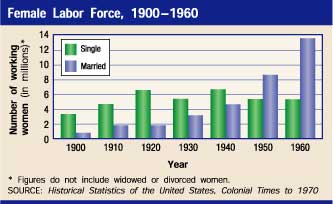 Female Labor Force, 1900–1960
Number of working
women (in millions)*
14
12
10
8
6
4
2
0
Single
Married
1900 1910 1920 1930 1940 1950 1960
Year
* Figures do not include widowed or divorced women.
SOURCE: Historical Statistics of the United States, Colonial Times to 1970